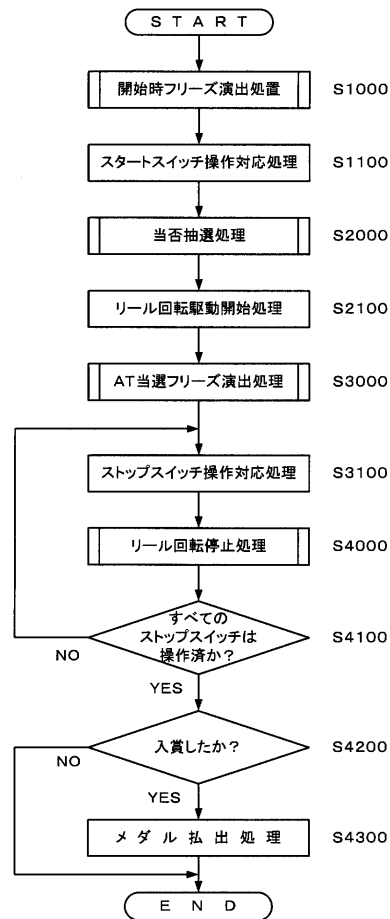 START
開始時フリーズ演出処置 S1000
スタートスイッチ操作対応処理 S1100
当否抽選処理 S2000
リール回転駆動開始処理 S2100
AT当選フリーズ演出処理 S3000
ストップスイッチ操作対応処理 S3100
リール回転停止処理 S4000
すべての
ストップスイッチは S4100
操作済か?
NO
YES
入賞したか? S4200
NO
YES
メダル払出処理 S4300
END